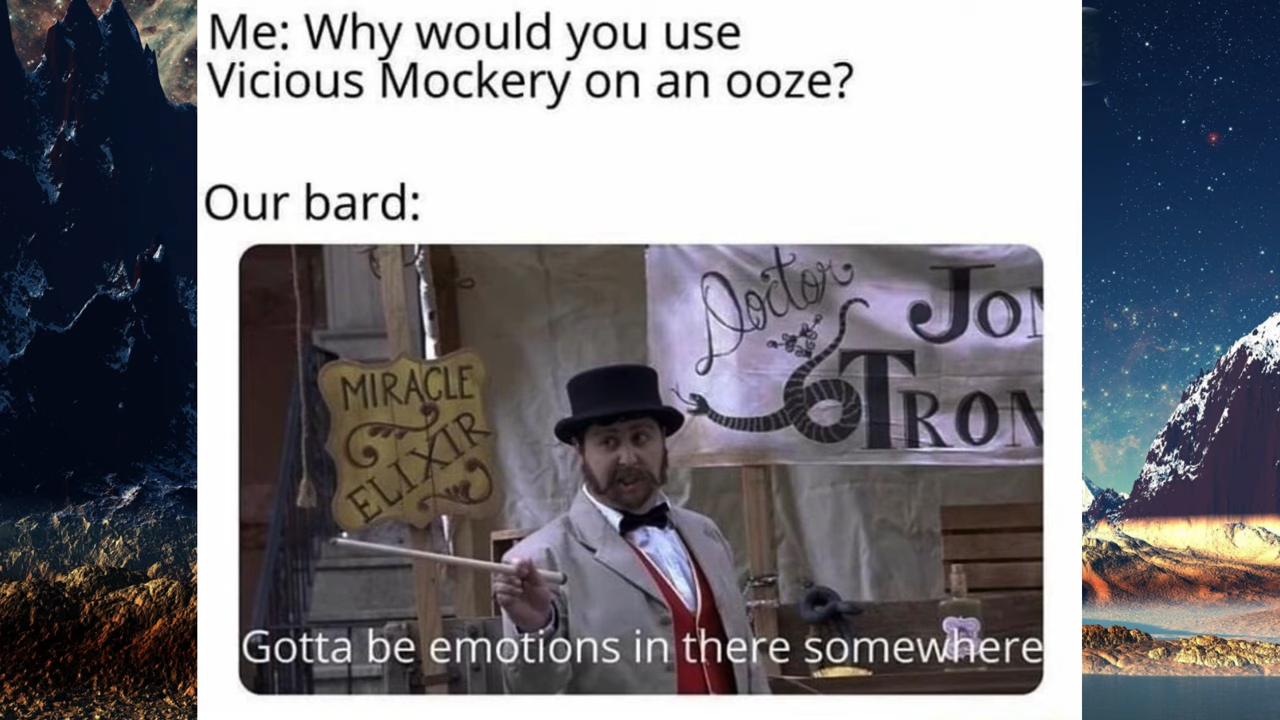 Me: Why would you use
Vicious Mockery on an ooze?
Our bard:
Doctor Jon
Tron
MIRACLE
ELIXIR
Gotta be emotions in there somewhere